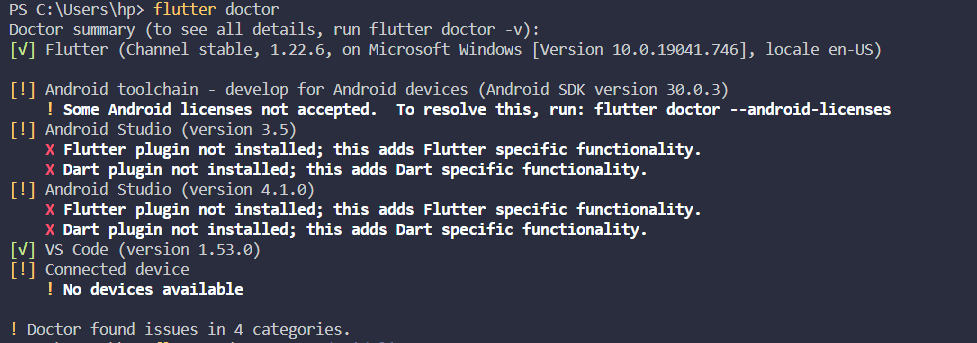 PS C:\Users\hp> flutter doctor
Doctor summary (to see all details, run flutter doctor -v):
[√] Flutter (Channel stable, 1.22.6, on Microsoft Windows [Version 10.0.19041.746], locale en-US)
[!] Android toolchain - develop for Android devices (Android SDK version 30.0.3)
! Some Android licenses not accepted.  To resolve this, run: flutter doctor --android-licenses
[!] Android Studio (version 3.5)
X Flutter plugin not installed; this adds Flutter specific functionality.
X Dart plugin not installed; this adds Dart specific functionality.
[!] Android Studio (version 4.1.0)
X Flutter plugin not installed; this adds Flutter specific functionality.
X Dart plugin not installed; this adds Dart specific functionality.
[√] VS Code (version 1.53.0)
[!] Connected device
! No devices available
! Doctor found issues in 4 categories.